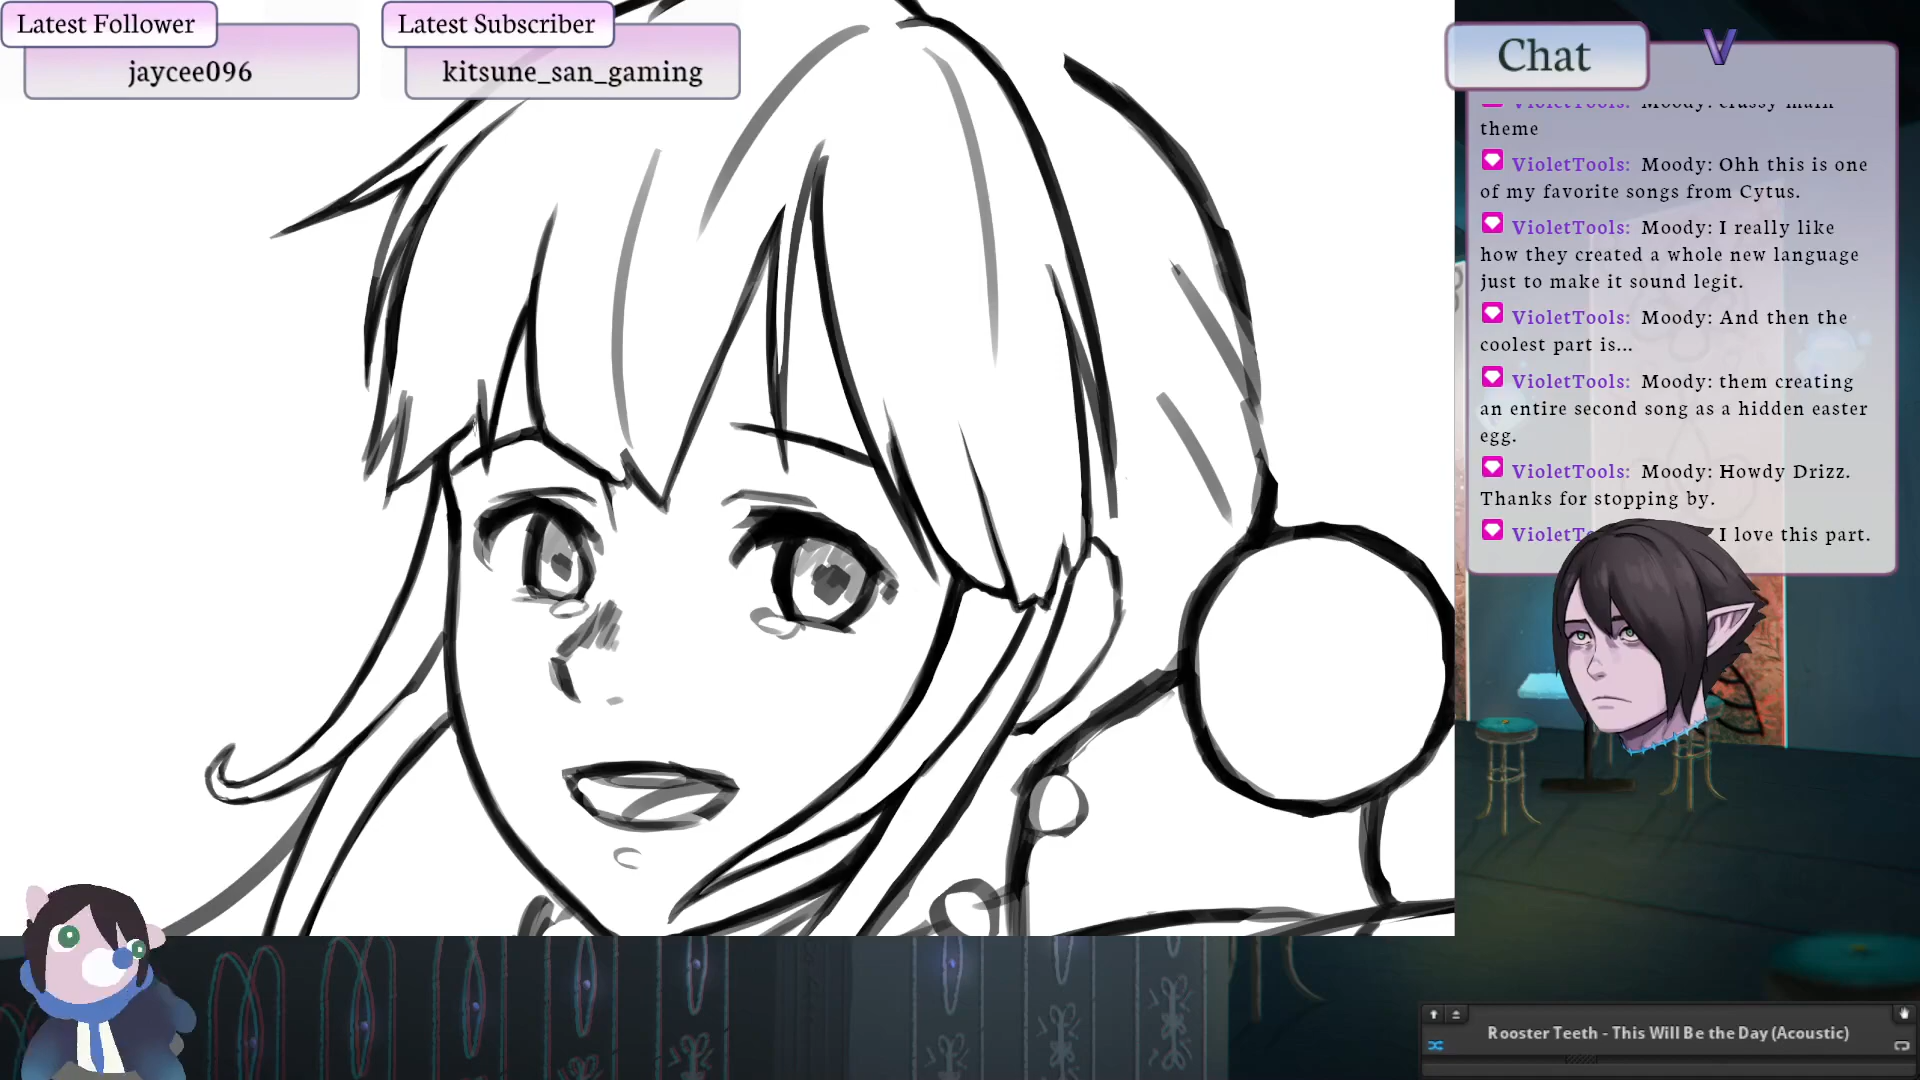 Latest Follower
jaycee096
Latest Subscriber
kitsune_san_gaming
Chat
theme
VioletTools: Moody: Ohh this is one
of my favorite songs from Cytus.
VioletTools: Moody: I really like
how they created a whole new language
just to make it sound legit.
VioletTools: Moody: And then the
coolest part is...
VioletTools: Moody: them creating
an entire second song as a hidden easter
egg.
VioletTools: Moody: Howdy Drizz.
Thanks for stopping by.
I love this part.
Rooster Teeth - This Will Be the Day (Acoustic)